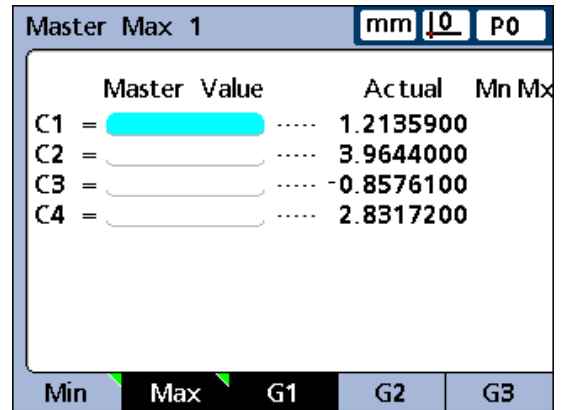 Master Max 1 mm 0 P0
Master Value Actual Mn Mx
C1 = ..... 1.2135900
C2 = ..... 3.9644000
C3 = ..... -0.8576100
C4 = ..... 2.8317200
Min Max G1 G2 G3